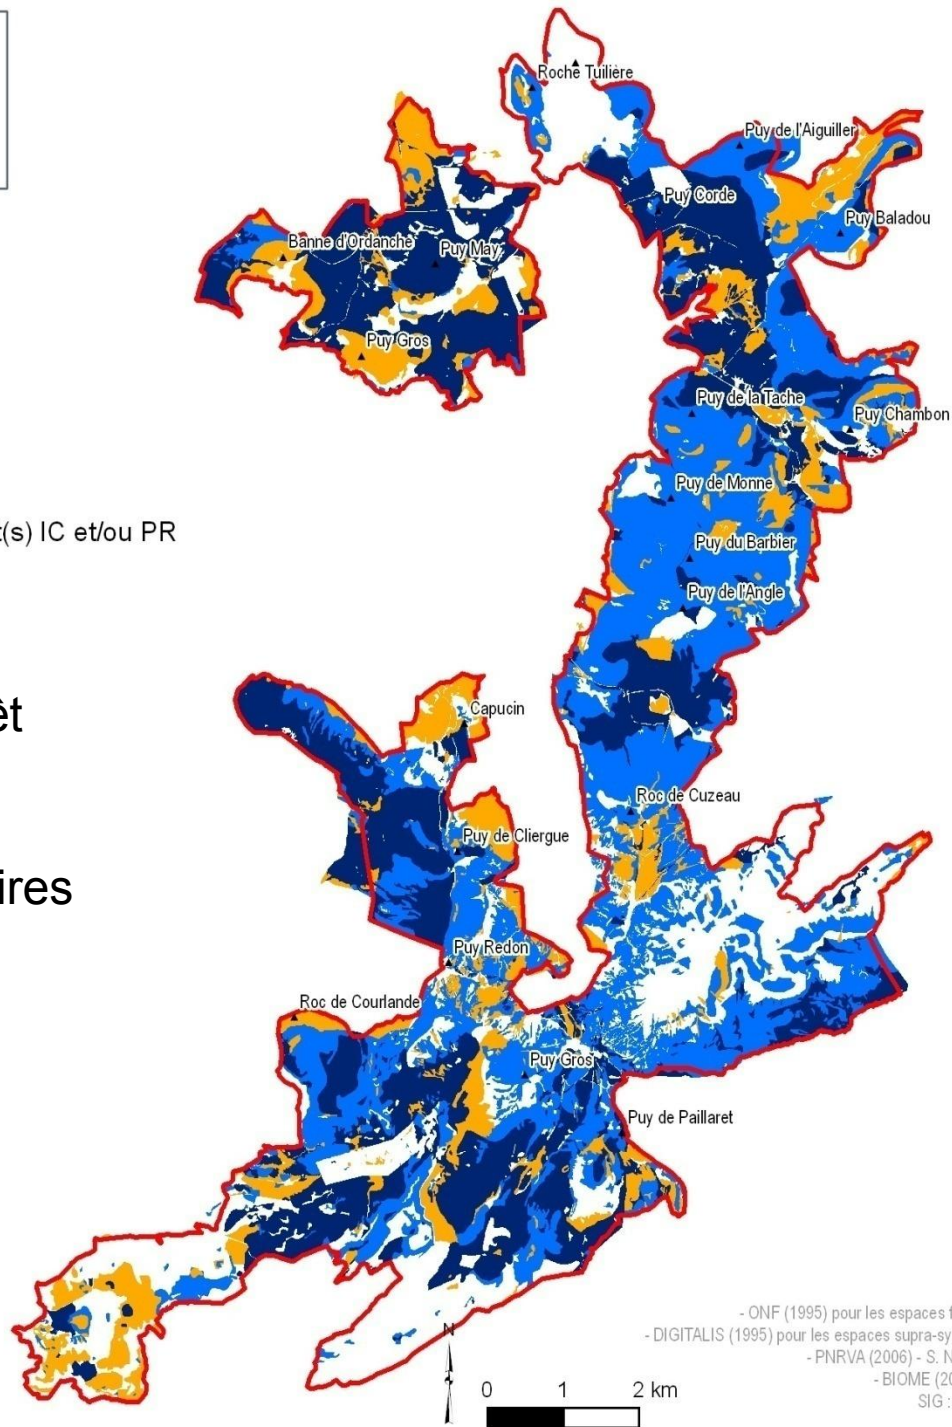 Roche Tuilière
Puy de l'Aiguiller
Puy Corde
Puy Baladou
Banne d'Ordanche
Puy May
Puy Gros
Puy de la Tache
Puy Chambon
Puy de Monne
(s) IC et/ou PR
Puy du Barbier
Puy de l'Angle
êt
Capucin
Roc de Cuzeau
Puy de Cliergue
ires
Puy Redon
Roc de Courlande
Puy Gros
Puy de Paillaret
- ONF (1995) pour les espaces
- DIGITALIS (1995) pour les espaces supra-sy
- PNRVA (2006) - S. N
- BIOME (20
SIG :
N
0 1 2 km